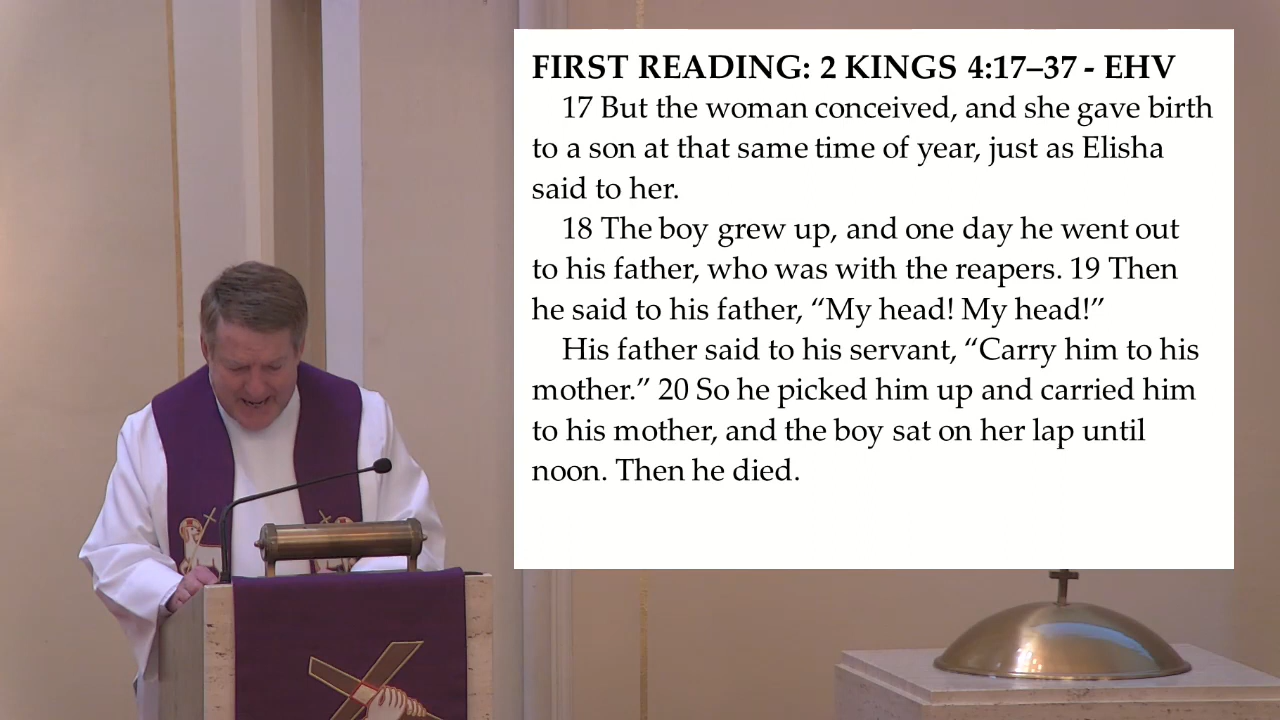 FIRST READING: 2 KINGS 4:17–37 - EHV
17 But the woman conceived, and she gave birth
to a son at that same time of year, just as Elisha
said to her.
18 The boy grew up, and one day he went out
to his father, who was with the reapers. 19 Then
he said to his father, “My head! My head!”
His father said to his servant, “Carry him to his
mother.” 20 So he picked him up and carried him
to his mother, and the boy sat on her lap until
noon. Then he died.